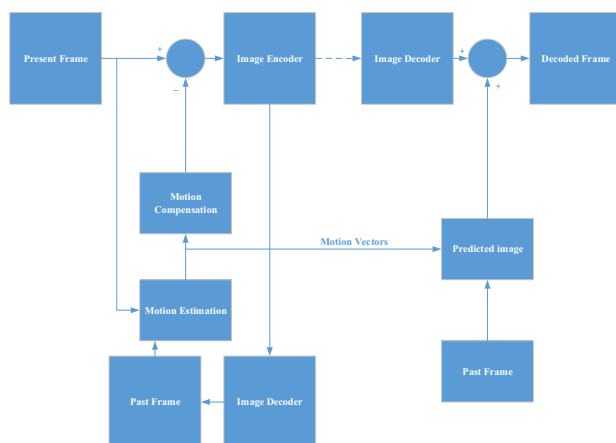 Present Frame
+
Image Encoder
Image Decoder
+
Decoded Frame
−
+
Motion
Compensation
Motion Vectors
Predicted image
Motion Estimation
Past Frame
Past Frame
Image Decoder